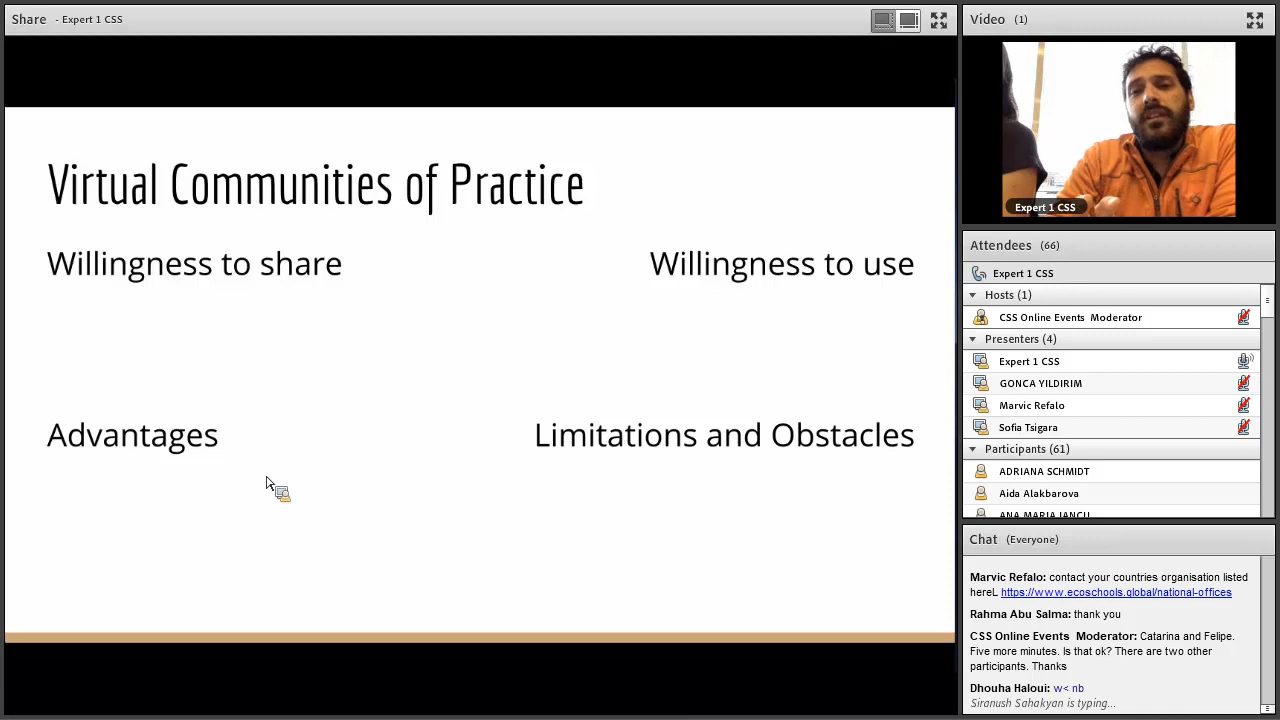 Share - Expert 1 CSS
Virtual Communities of Practice
Willingness to share
Willingness to use
Advantages
Limitations and Obstacles
Video (1)
Expert 1 CSS
Attendees (66)
Expert 1 CSS
Hosts (1)
CSS Online Events Moderator
Presenters (4)
Expert 1 CSS
GONCA YILDIRIM
Marvic Refalo
Sofia Tsigara
Participants (61)
ADRIANA SCHMIDT
Aida Alakbarova
ANA MARIA IANCU
Chat (Everyone)
Marvic Refalo: contact your countries organisation listed
hereL https://www.ecoschools.global/national-offices
Rahma Abu Salma: thank you
CSS Online Events Moderator: Catarina and Felipe.
Five more minutes. Is that ok? There are two other
participants. Thanks
Dhouha Haloui: w< nb
Siranush Sahakyan is typing...